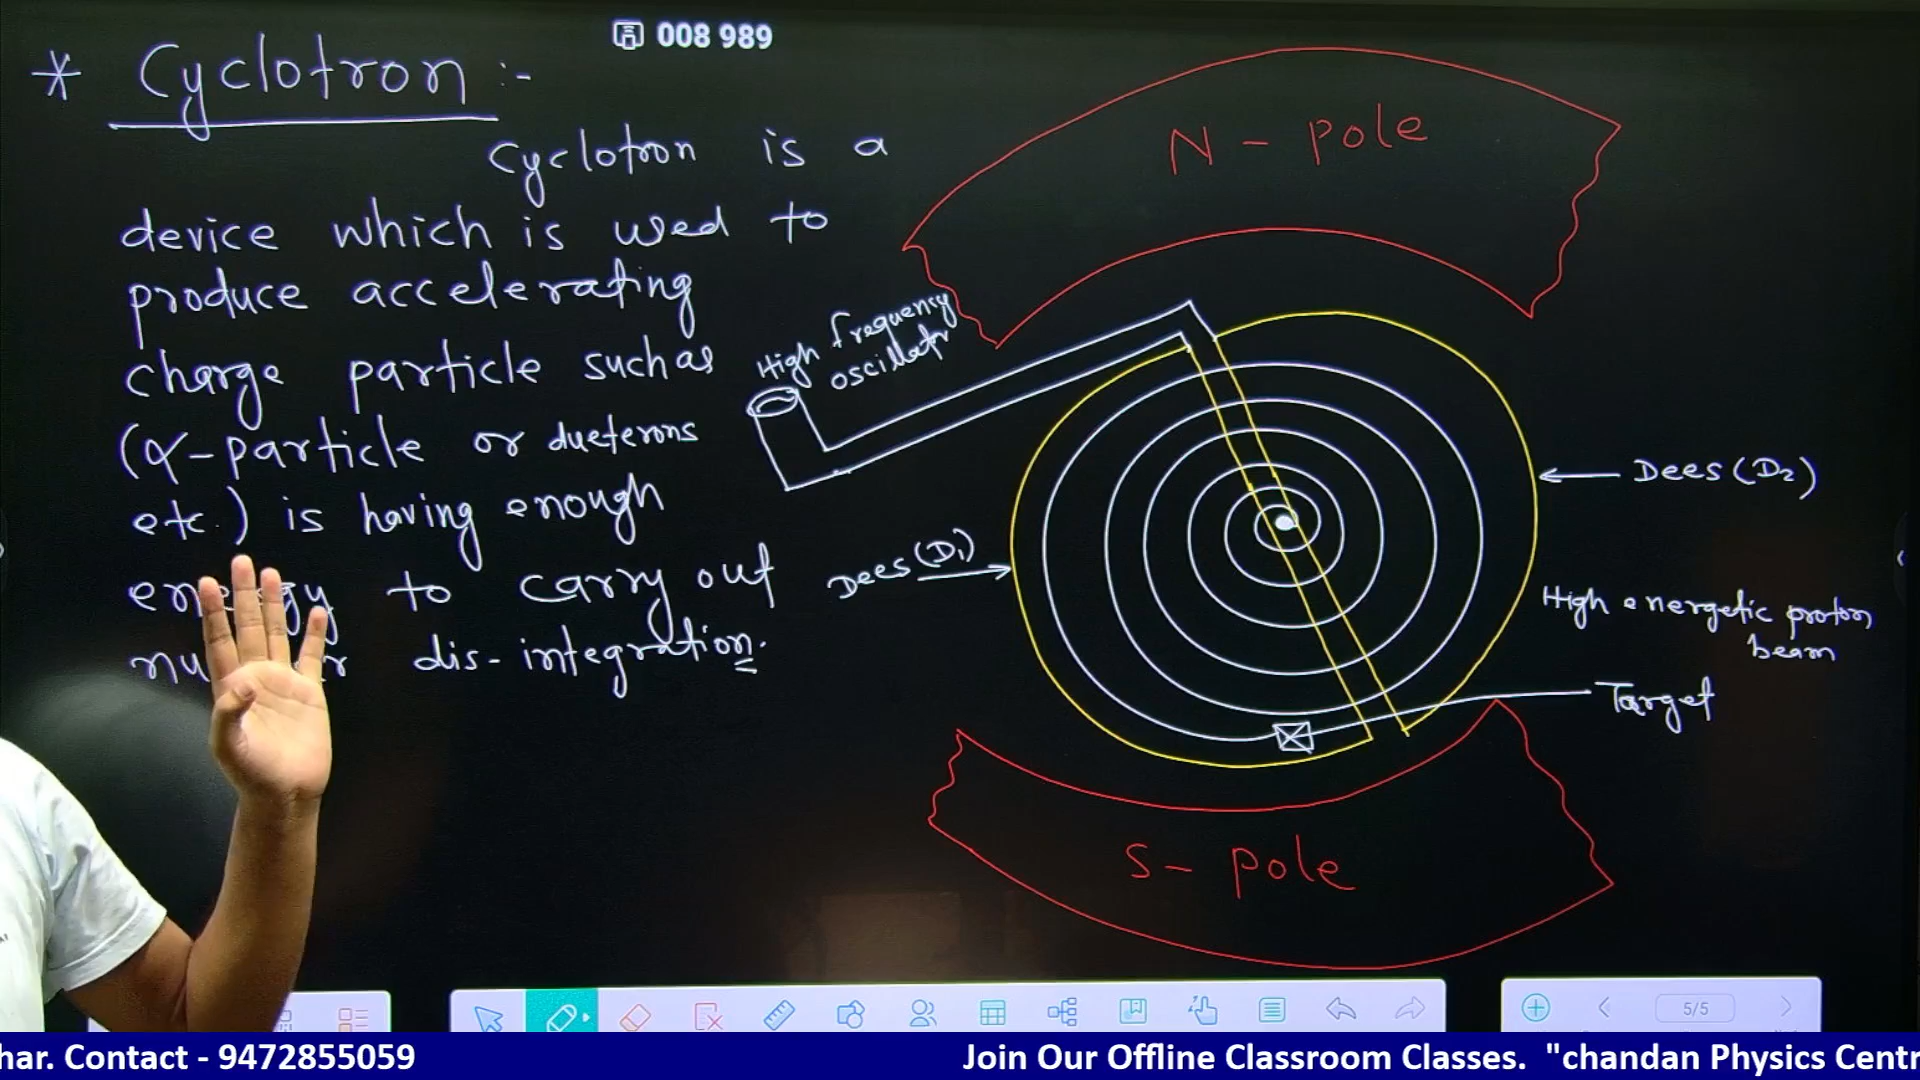 008 989
* Cyclotron :-
Cyclotron is a
device which is used to
produce accelerating
charge particle such as
(α-particle or dueterons
etc.) is having enough
energy to carry out
dis-integration.
N - pole
High frequency
oscillator
Dees (D1)
Dees (D2)
High energetic proton
beam
Target
S - pole
5/5
har. Contact - 9472855059
Join Our Offline Classroom Classes. "chandan Physics Centr